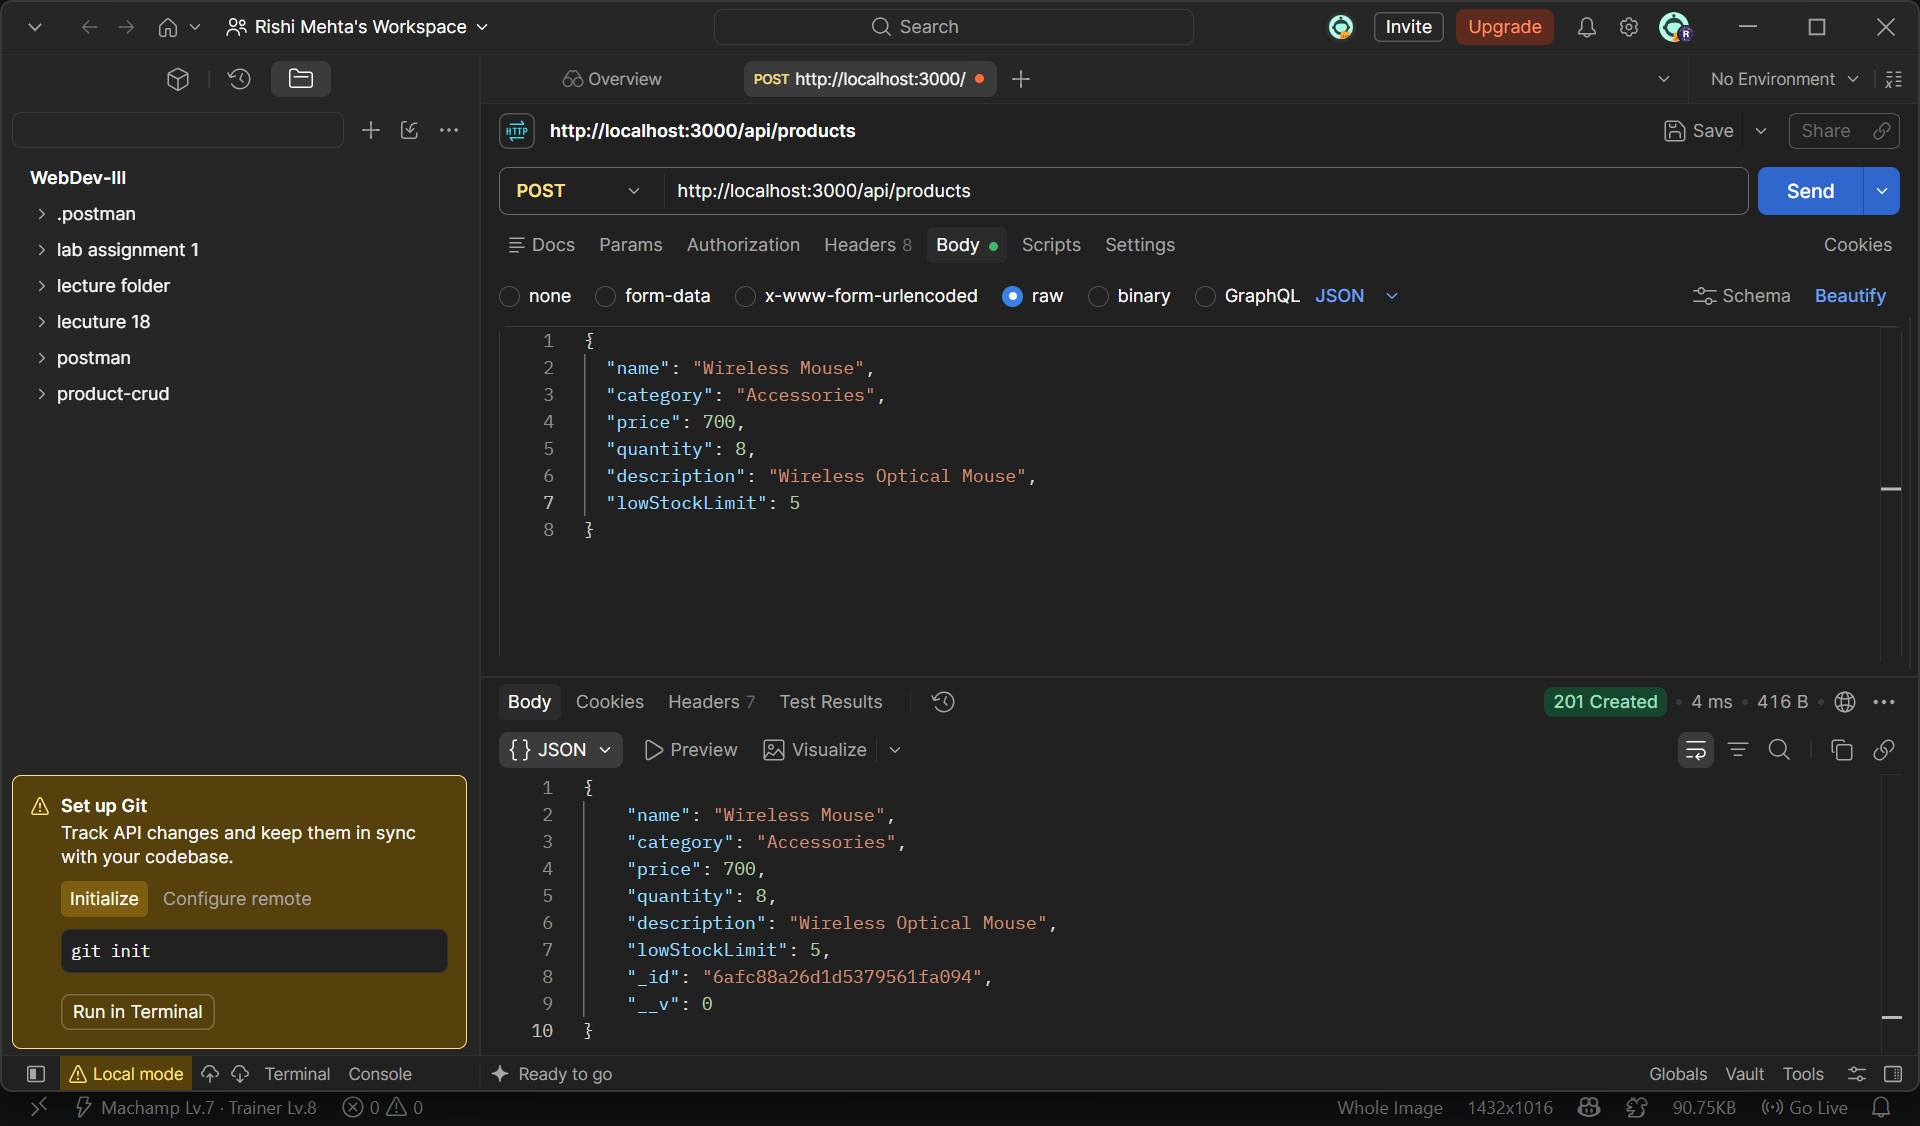 Rishi Mehta's Workspace
Search
Invite
Upgrade
R
Overview
POST http://localhost:3000/
No Environment
HTTP
http://localhost:3000/api/products
Save
Share
WebDev-III
.postman
lab assignment 1
lecture folder
lecuture 18
postman
product-crud
POST
http://localhost:3000/api/products
Send
Docs
Params
Authorization
Headers 8
Body
Scripts
Settings
Cookies
none
form-data
x-www-form-urlencoded
raw
binary
GraphQL
JSON
Schema
Beautify
1 {
2 "name": "Wireless Mouse",
3 "category": "Accessories",
4 "price": 700,
5 "quantity": 8,
6 "description": "Wireless Optical Mouse",
7 "lowStockLimit": 5
8 }
Body
Cookies
Headers 7
Test Results
201 Created
4 ms
416 B
{ } JSON
Preview
Visualize
1 {
2 "name": "Wireless Mouse",
3 "category": "Accessories",
4 "price": 700,
5 "quantity": 8,
6 "description": "Wireless Optical Mouse",
7 "lowStockLimit": 5,
8 "_id": "6afc88a26d1d5379561fa094",
9 "__v": 0
10 }
Set up Git
Track API changes and keep them in sync
with your codebase.
Initialize
Configure remote
git init
Run in Terminal
Local mode
Terminal
Console
Ready to go
Globals
Vault
Tools
Machamp Lv.7 · Trainer Lv.8
0
0
Whole Image
1432x1016
90.75KB
Go Live